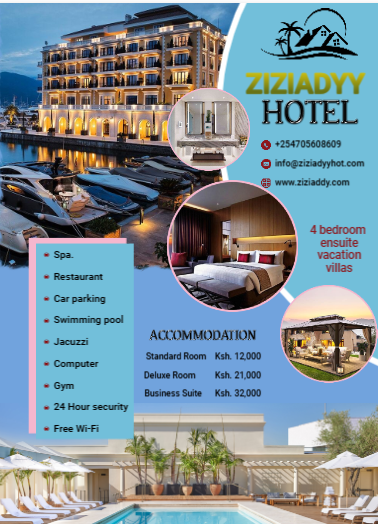 ZIZIADYY
HOTEL
+254705608609
info@ziziadyyhot.com
www.ziziaddy.com
4 bedroom
ensuite
vacation
villas
Spa.
Restaurant
Car parking
Swimming pool
Jacuzzi
Computer
Gym
24 Hour security
Free Wi-Fi
ACCOMMODATION
Standard Room Ksh. 12,000
Deluxe Room Ksh. 21,000
Business Suite Ksh. 32,000